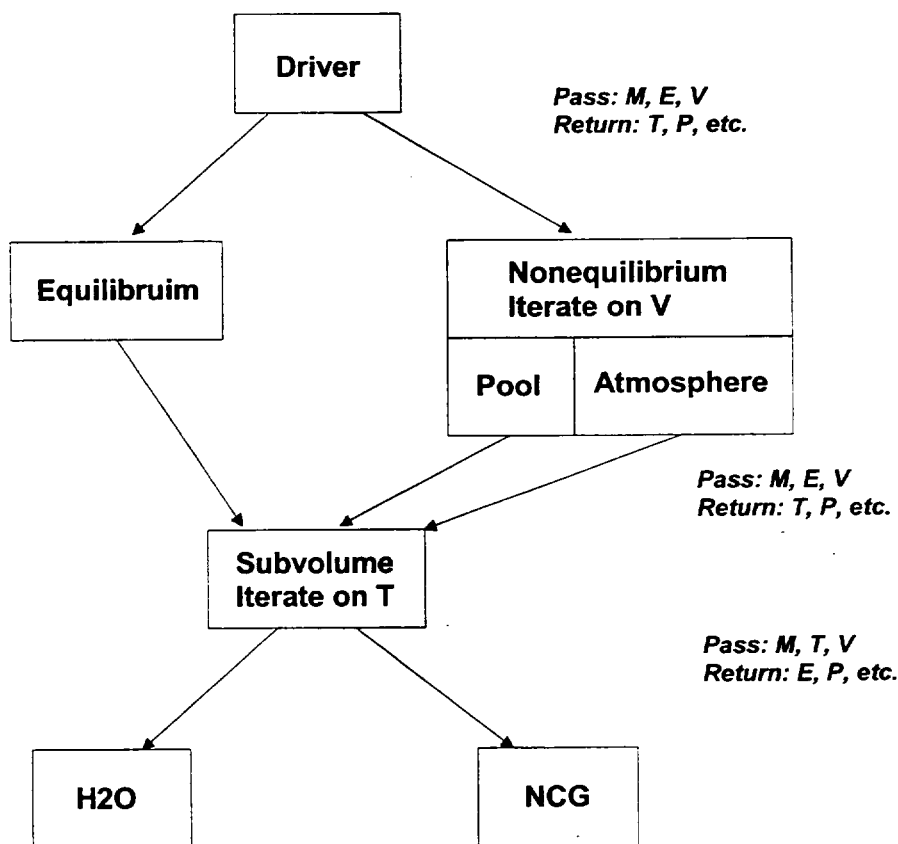 Driver
Pass: M, E, V
Return: T, P, etc.
Equilibruim
Nonequilibrium
Iterate on V
Pool
Atmosphere
Pass: M, E, V
Return: T, P, etc.
Subvolume
Iterate on T
Pass: M, T, V
Return: E, P, etc.
H2O
NCG